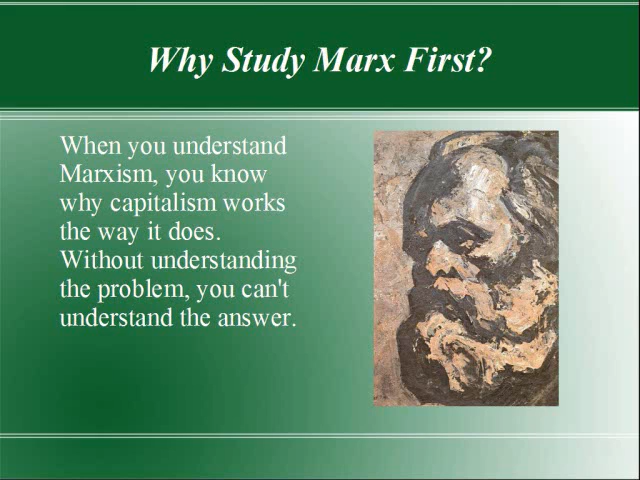 Why Study Marx First?
When you understand
Marxism, you know
why capitalism works
the way it does.
Without understanding
the problem, you can't
understand the answer.